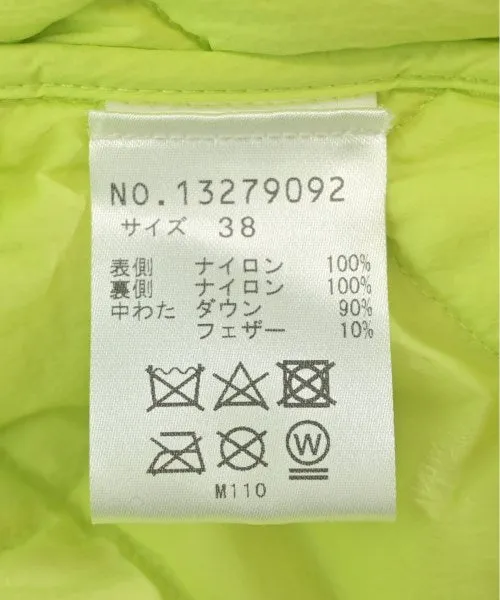 NO.13279092
サイズ 38
表側 ナイロン 100%
裏側 ナイロン 100%
中わた ダウン 90%
フェザー 10%
W
M110